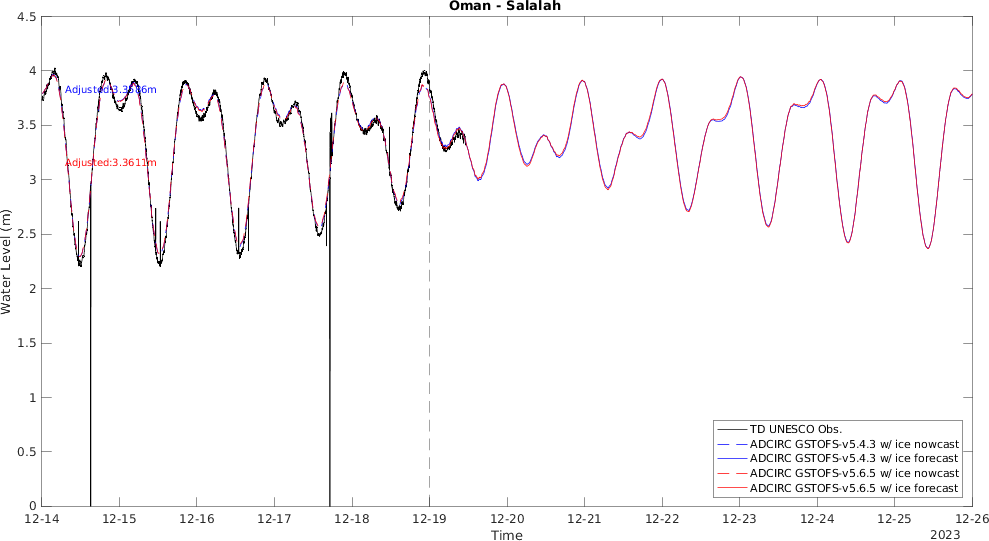 Oman - Salalah
4.5
4
3.5
3
2.5
2
1.5
1
0.5
0
Water Level (m)
Adjusted:3.3586m
Adjusted:3.3611m
TD UNESCO Obs.
ADCIRC GSTOFS-v5.4.3 w/ ice nowcast
ADCIRC GSTOFS-v5.4.3 w/ ice forecast
ADCIRC GSTOFS-v5.6.5 w/ ice nowcast
ADCIRC GSTOFS-v5.6.5 w/ ice forecast
12-14 12-15 12-16 12-17 12-18 12-19 12-20 12-21 12-22 12-23 12-24 12-25 12-26
Time
2023